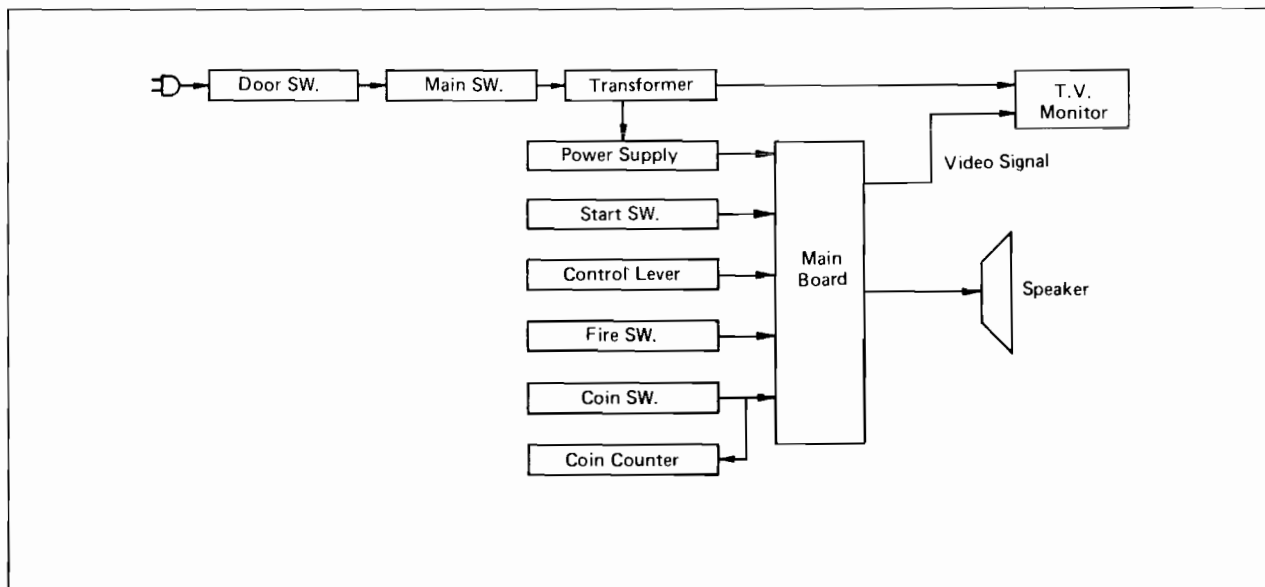 Door SW.
Main SW.
Transformer
T.V.
Monitor
Power Supply
Video Signal
Start SW.
Main
Board
Control Lever
Speaker
Fire SW.
Coin SW.
Coin Counter